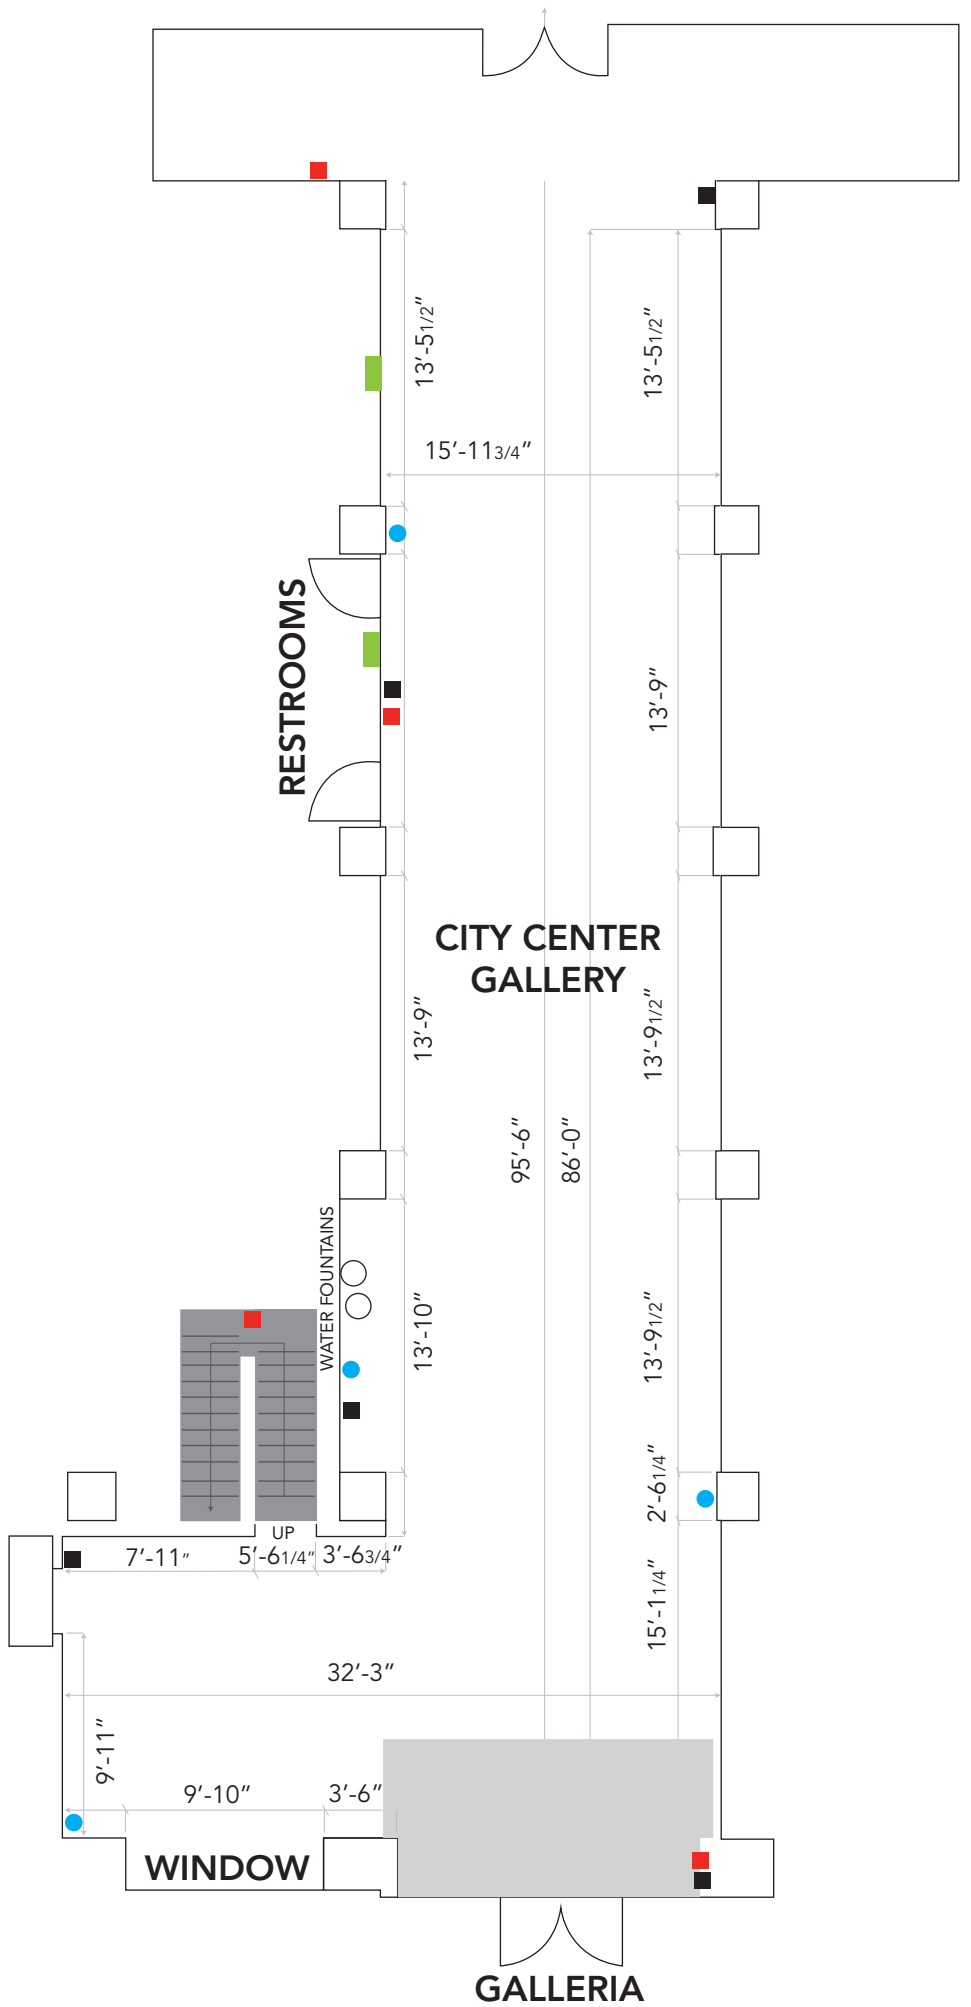 13'-51/2"
13'-51/2"
15'-113/4"
RESTROOMS
13'-9"
CITY CENTER
GALLERY
13'-9"
13'-91/2"
95'-6"
86'-0"
WATER FOUNTAINS
13'-10"
13'-91/2"
2'-61/4"
UP
7'-11"
5'-61/4"
3'-63/4"
15'-11/4"
32'-3"
9'-11"
9'-10"
3'-6"
WINDOW
GALLERIA